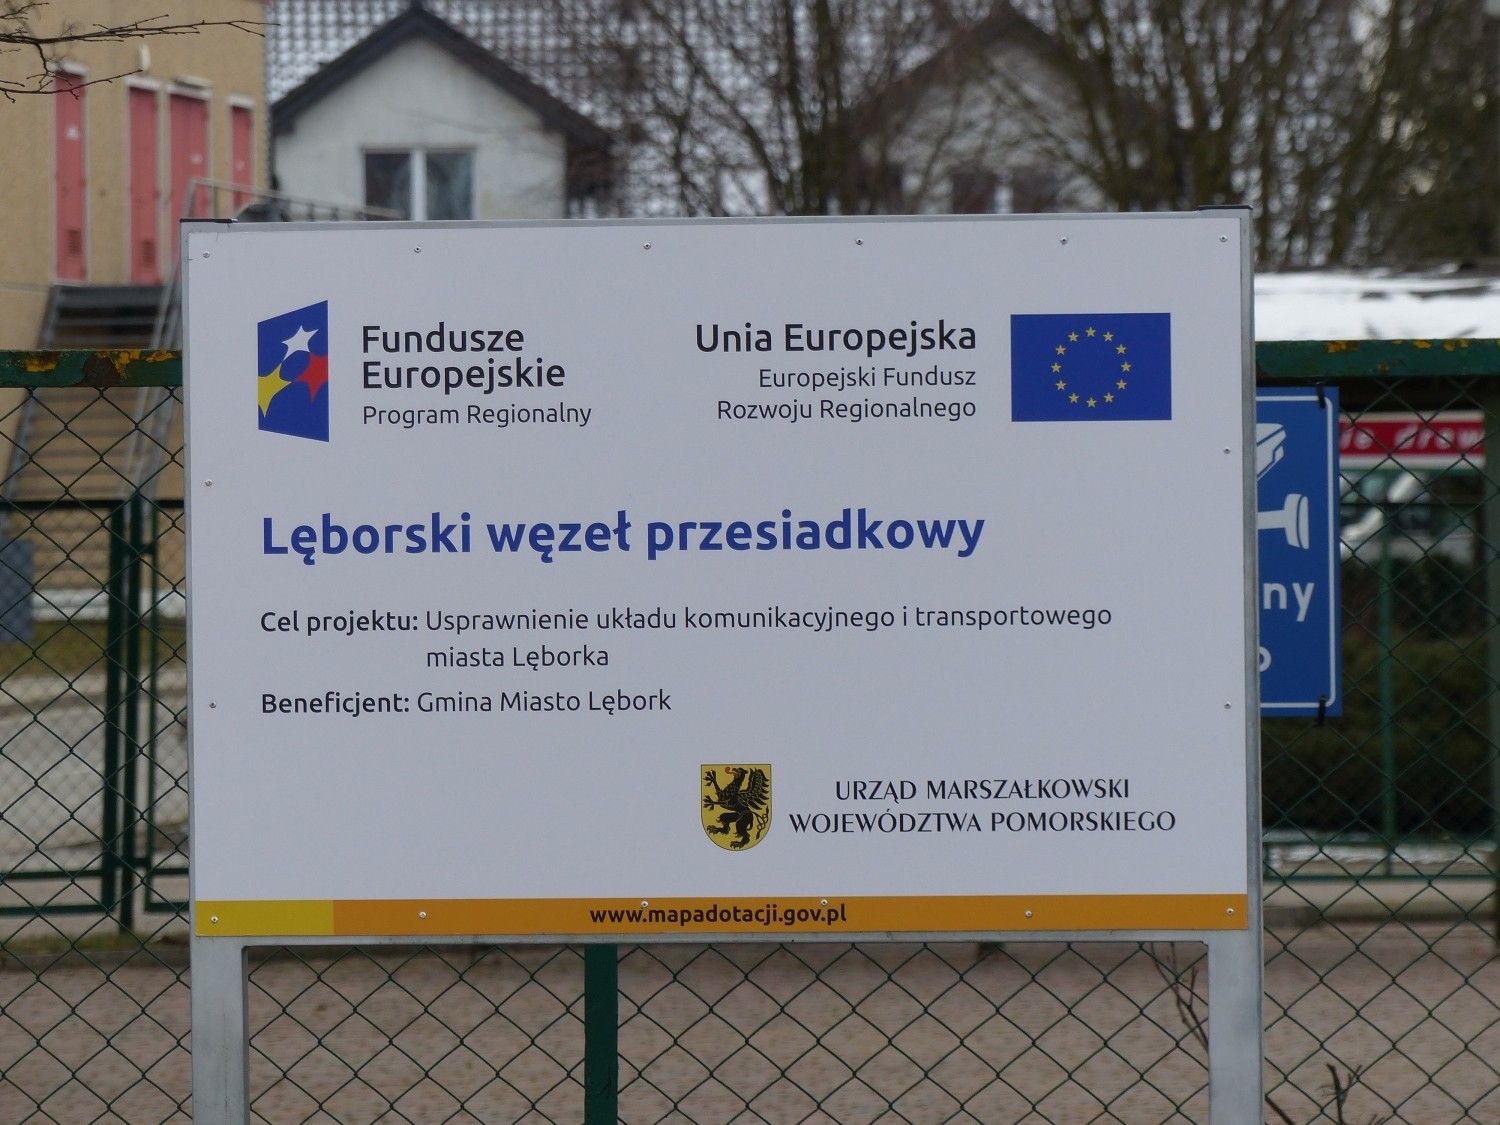 Fundusze
Europejskie
Program Regionalny
Unia Europejska
Europejski Fundusz
Rozwoju Regionalnego
Lęborski węzeł przesiadkowy
Cel projektu: Usprawnienie układu komunikacyjnego i transportowego
miasta Lęborka
Beneficjent: Gmina Miasto Lębork
URZĄD MARSZAŁKOWSKI
WOJEWÓDZTWA POMORSKIEGO
www.mapadotacji.gov.pl